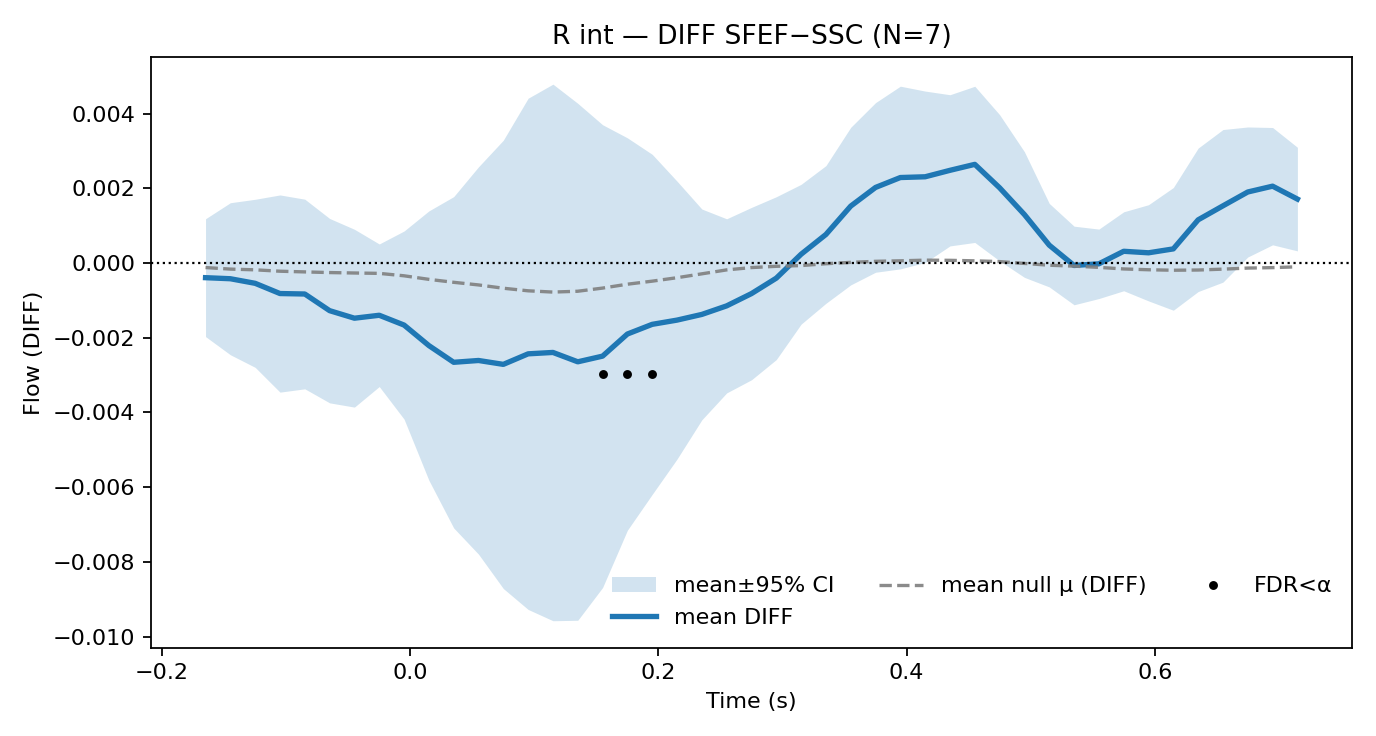 R int — DIFF SFEF−SSC (N=7)
Flow (DIFF)
0.004
0.002
0.000
−0.002
−0.004
−0.006
−0.008
−0.010
mean±95% CI
mean DIFF
mean null μ (DIFF)
FDR<α
−0.2
0.0
0.2
0.4
0.6
Time (s)